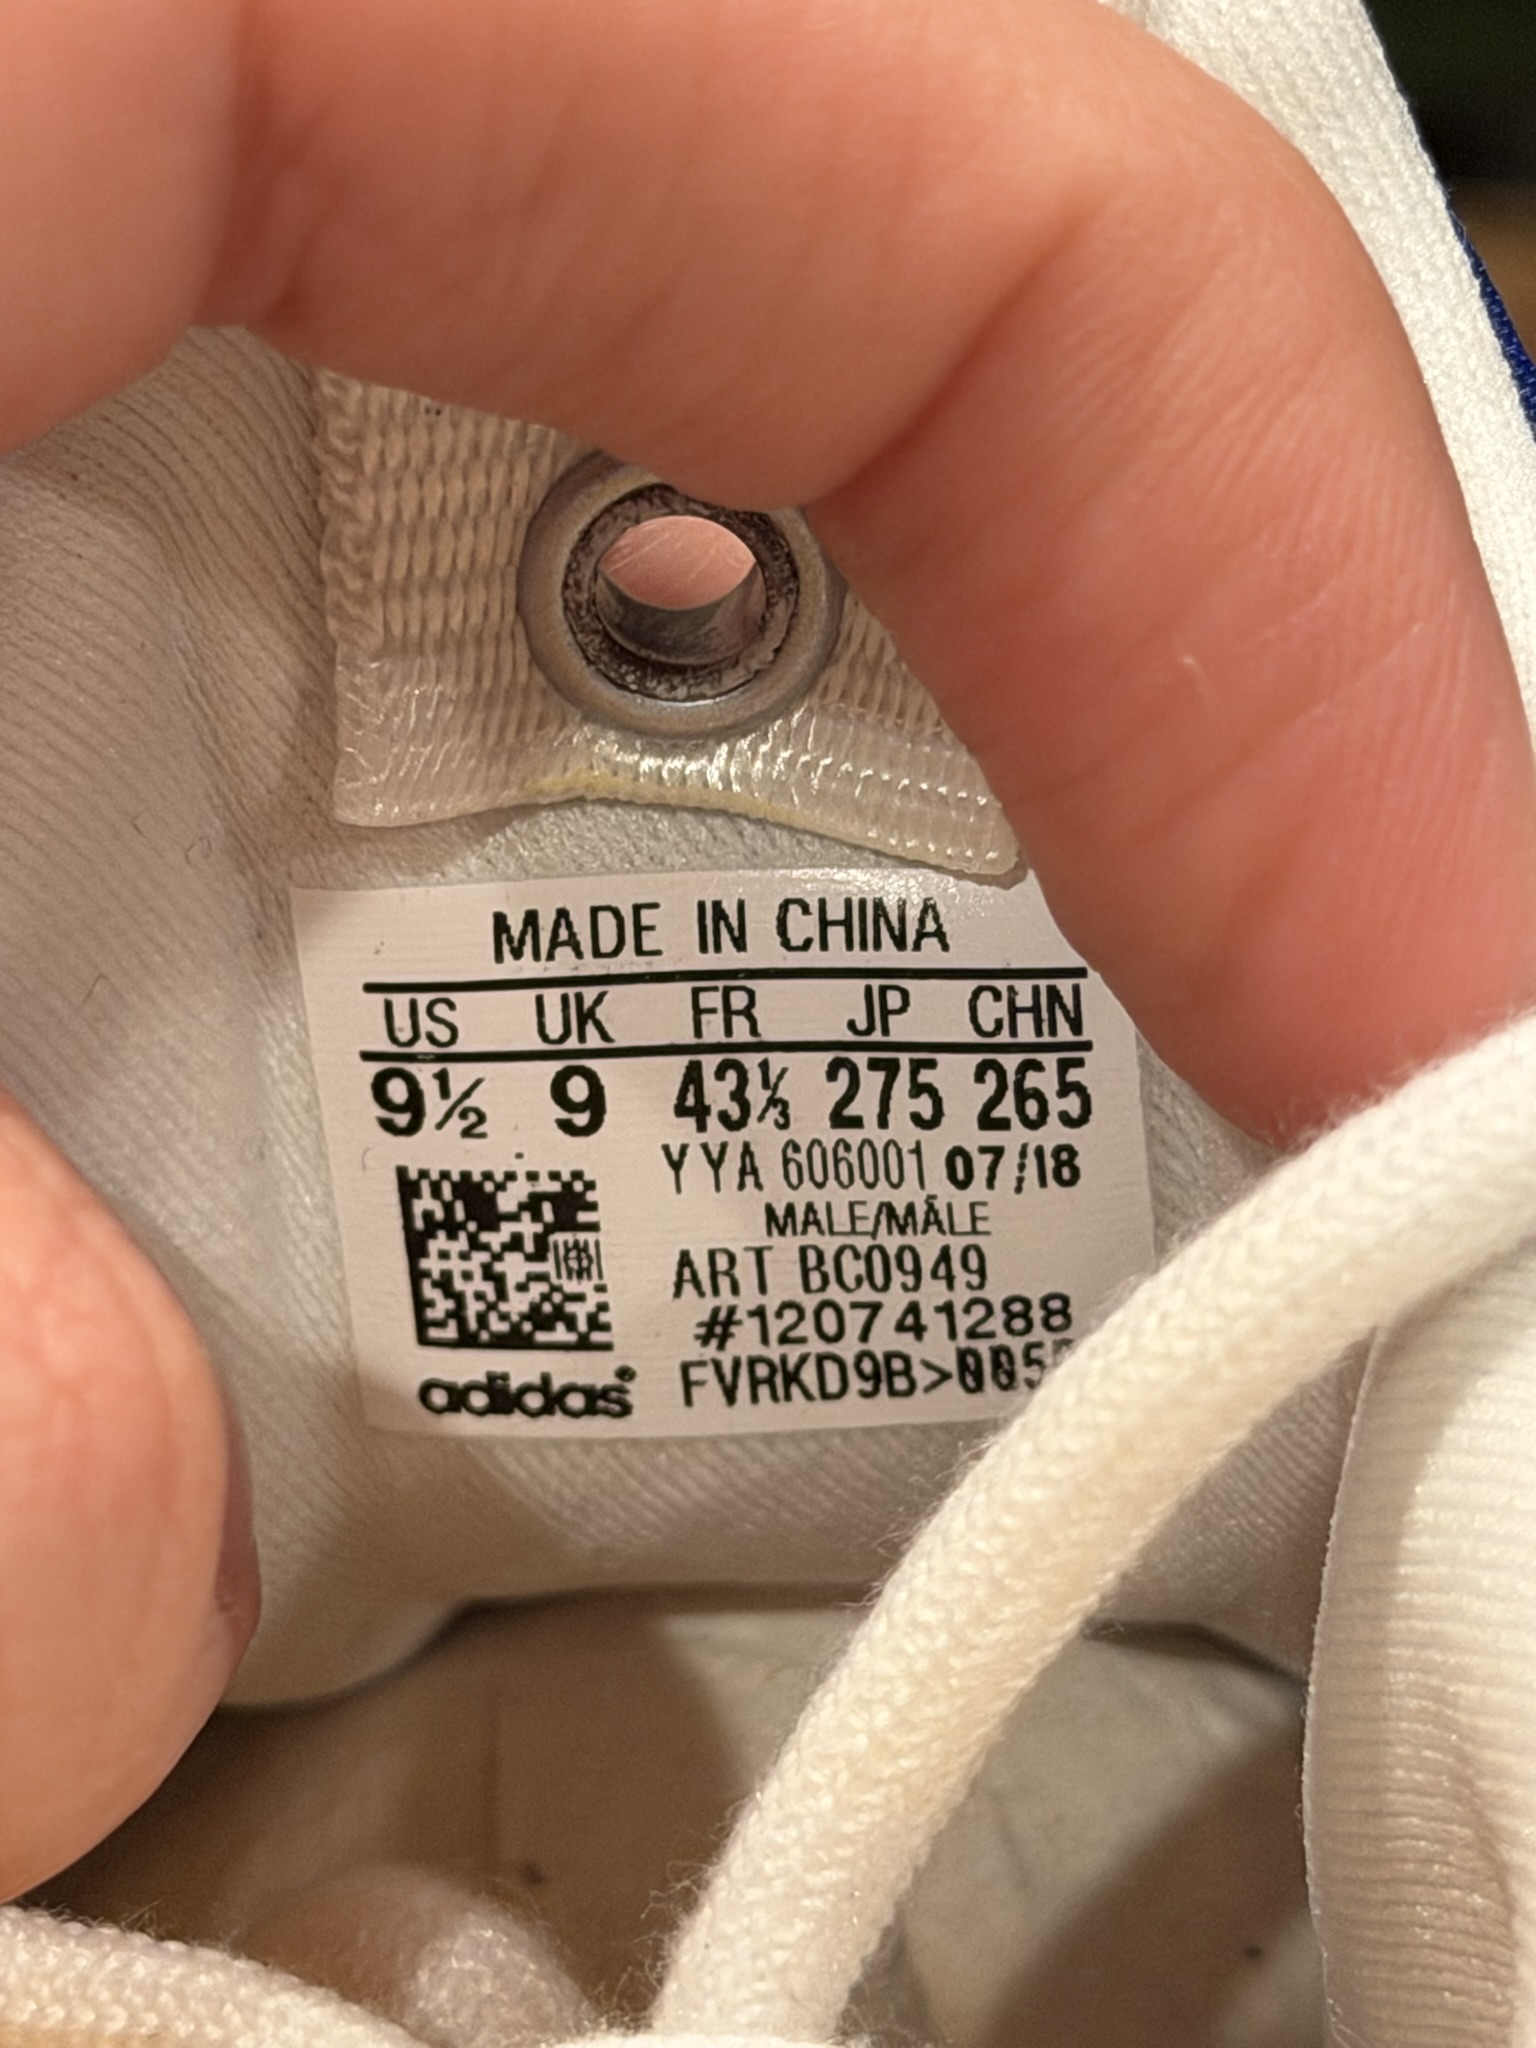 MADE IN CHINA
US UK FR JP CHN
9½ 9 43⅓ 275 265
YYA 606001 07/18
MALE/MÂLE
ART BC0949
#120741288
adidas®